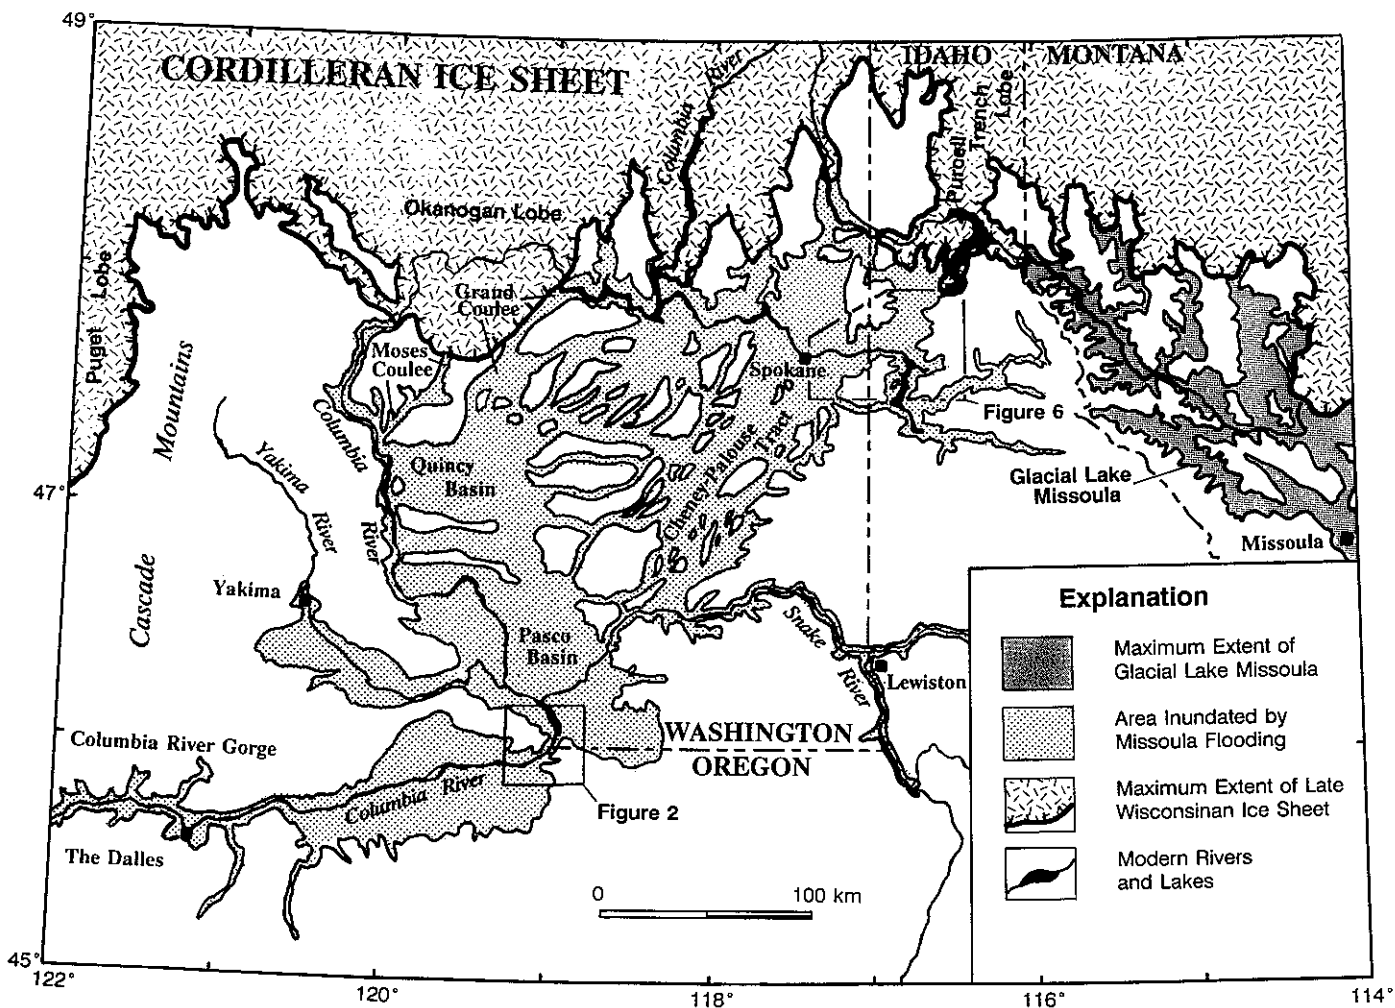 49°
CORDILLERAN ICE SHEET
Columbia River
IDAHO
MONTANA
Purcell
Trench
Lobe
Okanogan Lobe
Puget Lobe
Grand
Coulee
Moses
Coulee
Spokane
Cascade Mountains
Columbia
River
Yakima
River
Quincy
Basin
Cheney-Palouse
Tract
Figure 6
Glacial Lake
Missoula
47°
Missoula
Yakima
Pasco
Basin
Snake
River
Lewiston
WASHINGTON
OREGON
Columbia River Gorge
Columbia River
Figure 2
The Dalles
0
100 km
Explanation
Maximum Extent of
Glacial Lake Missoula
Area Inundated by
Missoula Flooding
Maximum Extent of Late
Wisconsinan Ice Sheet
Modern Rivers
and Lakes
45°
122°
120°
118°
116°
114°